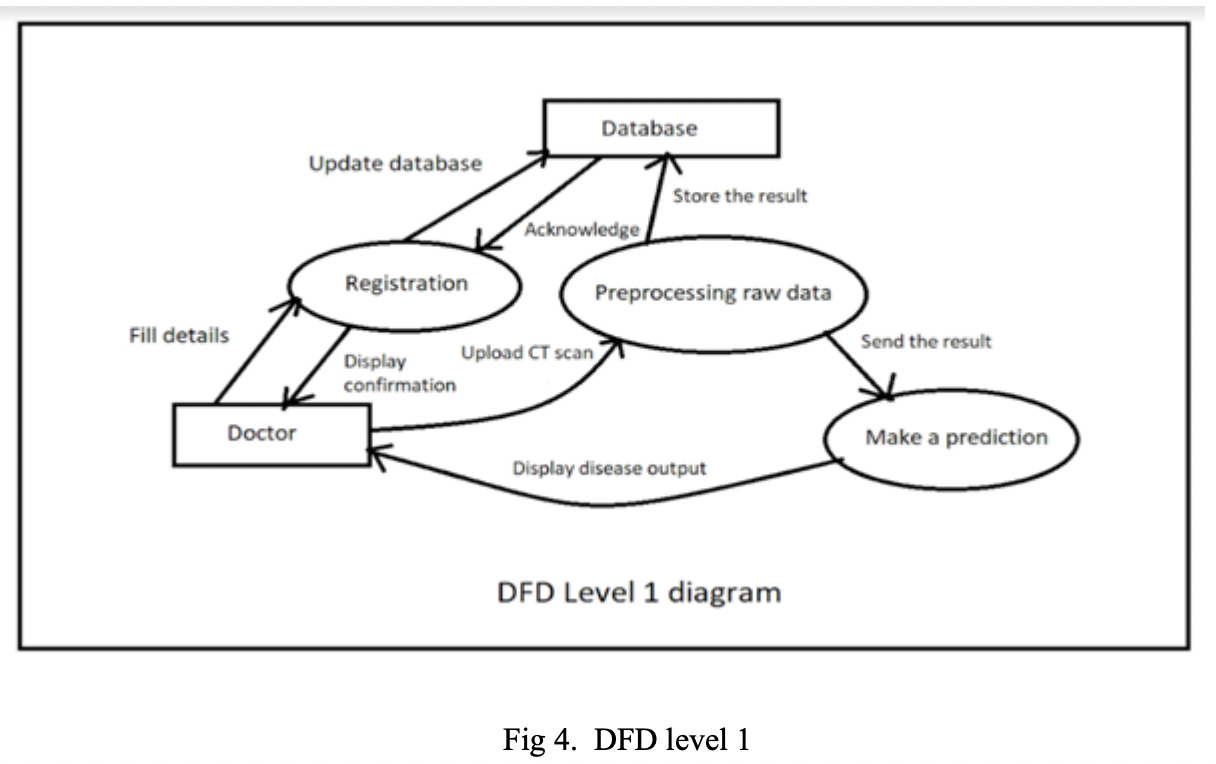 Database
Update database
Store the result
Acknowledge
Registration
Preprocessing raw data
Fill details
Display
confirmation
Upload CT scan
Send the result
Doctor
Make a prediction
Display disease output
DFD Level 1 diagram
Fig 4. DFD level 1